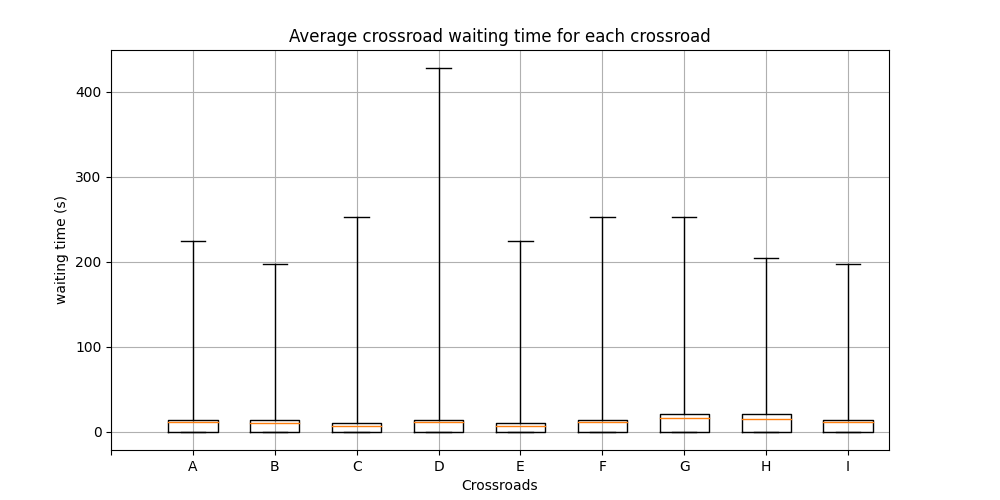 Average crossroad waiting time for each crossroad
400
300
200
100
0
waiting time (s)
A B C D E F G H I
Crossroads